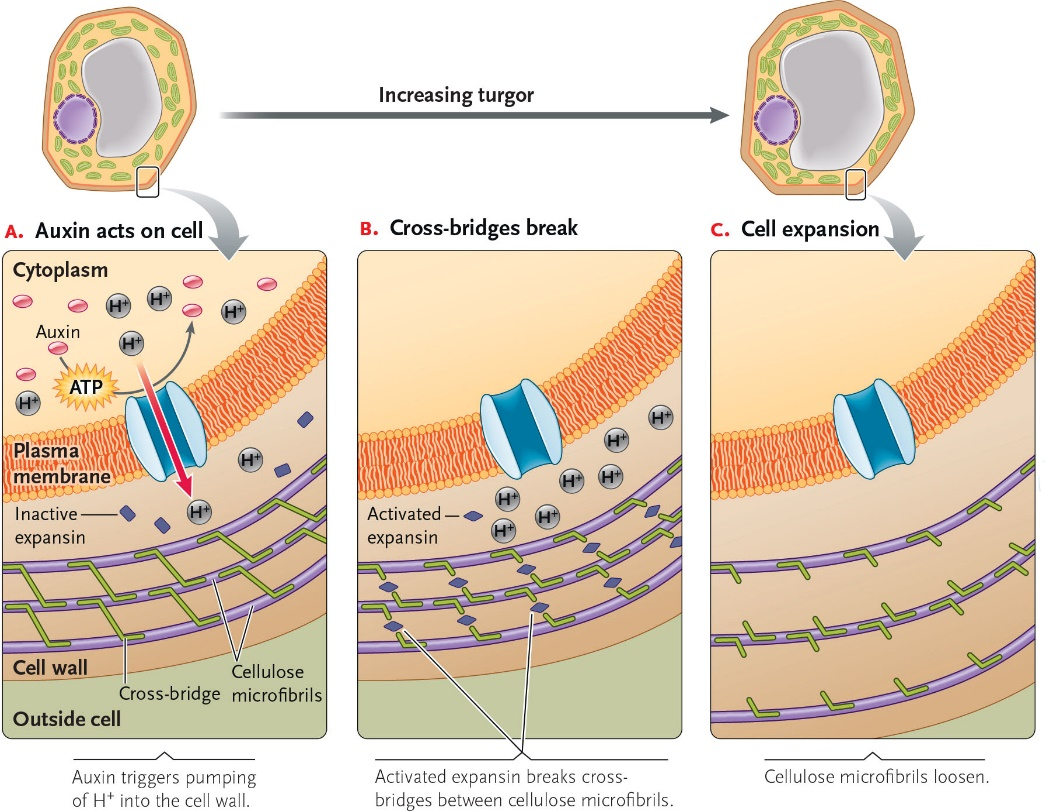 Increasing turgor
A. Auxin acts on cell
Cytoplasm
H⁺
H⁺
H⁺
H⁺
Auxin
ATP
H⁺
Plasma
membrane
H⁺
H⁺
Inactive
expansin
Cell wall
Cross-bridge
Cellulose
microfibrils
Outside cell
Auxin triggers pumping
of H⁺ into the cell wall.
B. Cross-bridges break
H⁺
H⁺
H⁺
H⁺
H⁺
H⁺
H⁺
Activated
expansin
Activated expansin breaks cross-
bridges between cellulose microfibrils.
C. Cell expansion
Cellulose microfibrils loosen.